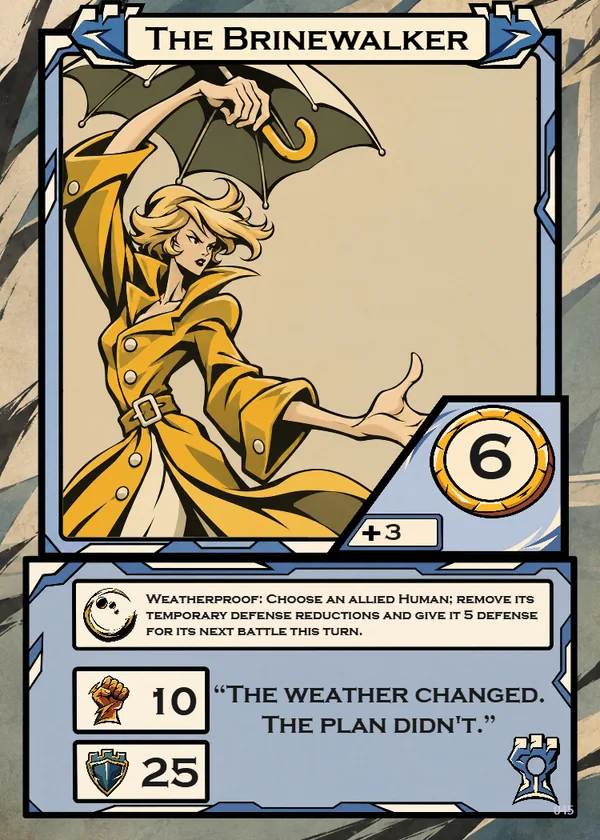 The Brinewalker
6
+3
Weatherproof: Choose an allied Human; remove its
temporary defense reductions and give it 5 defense
for its next battle this turn.
10
“The weather changed.
The plan didn't.”
25
045